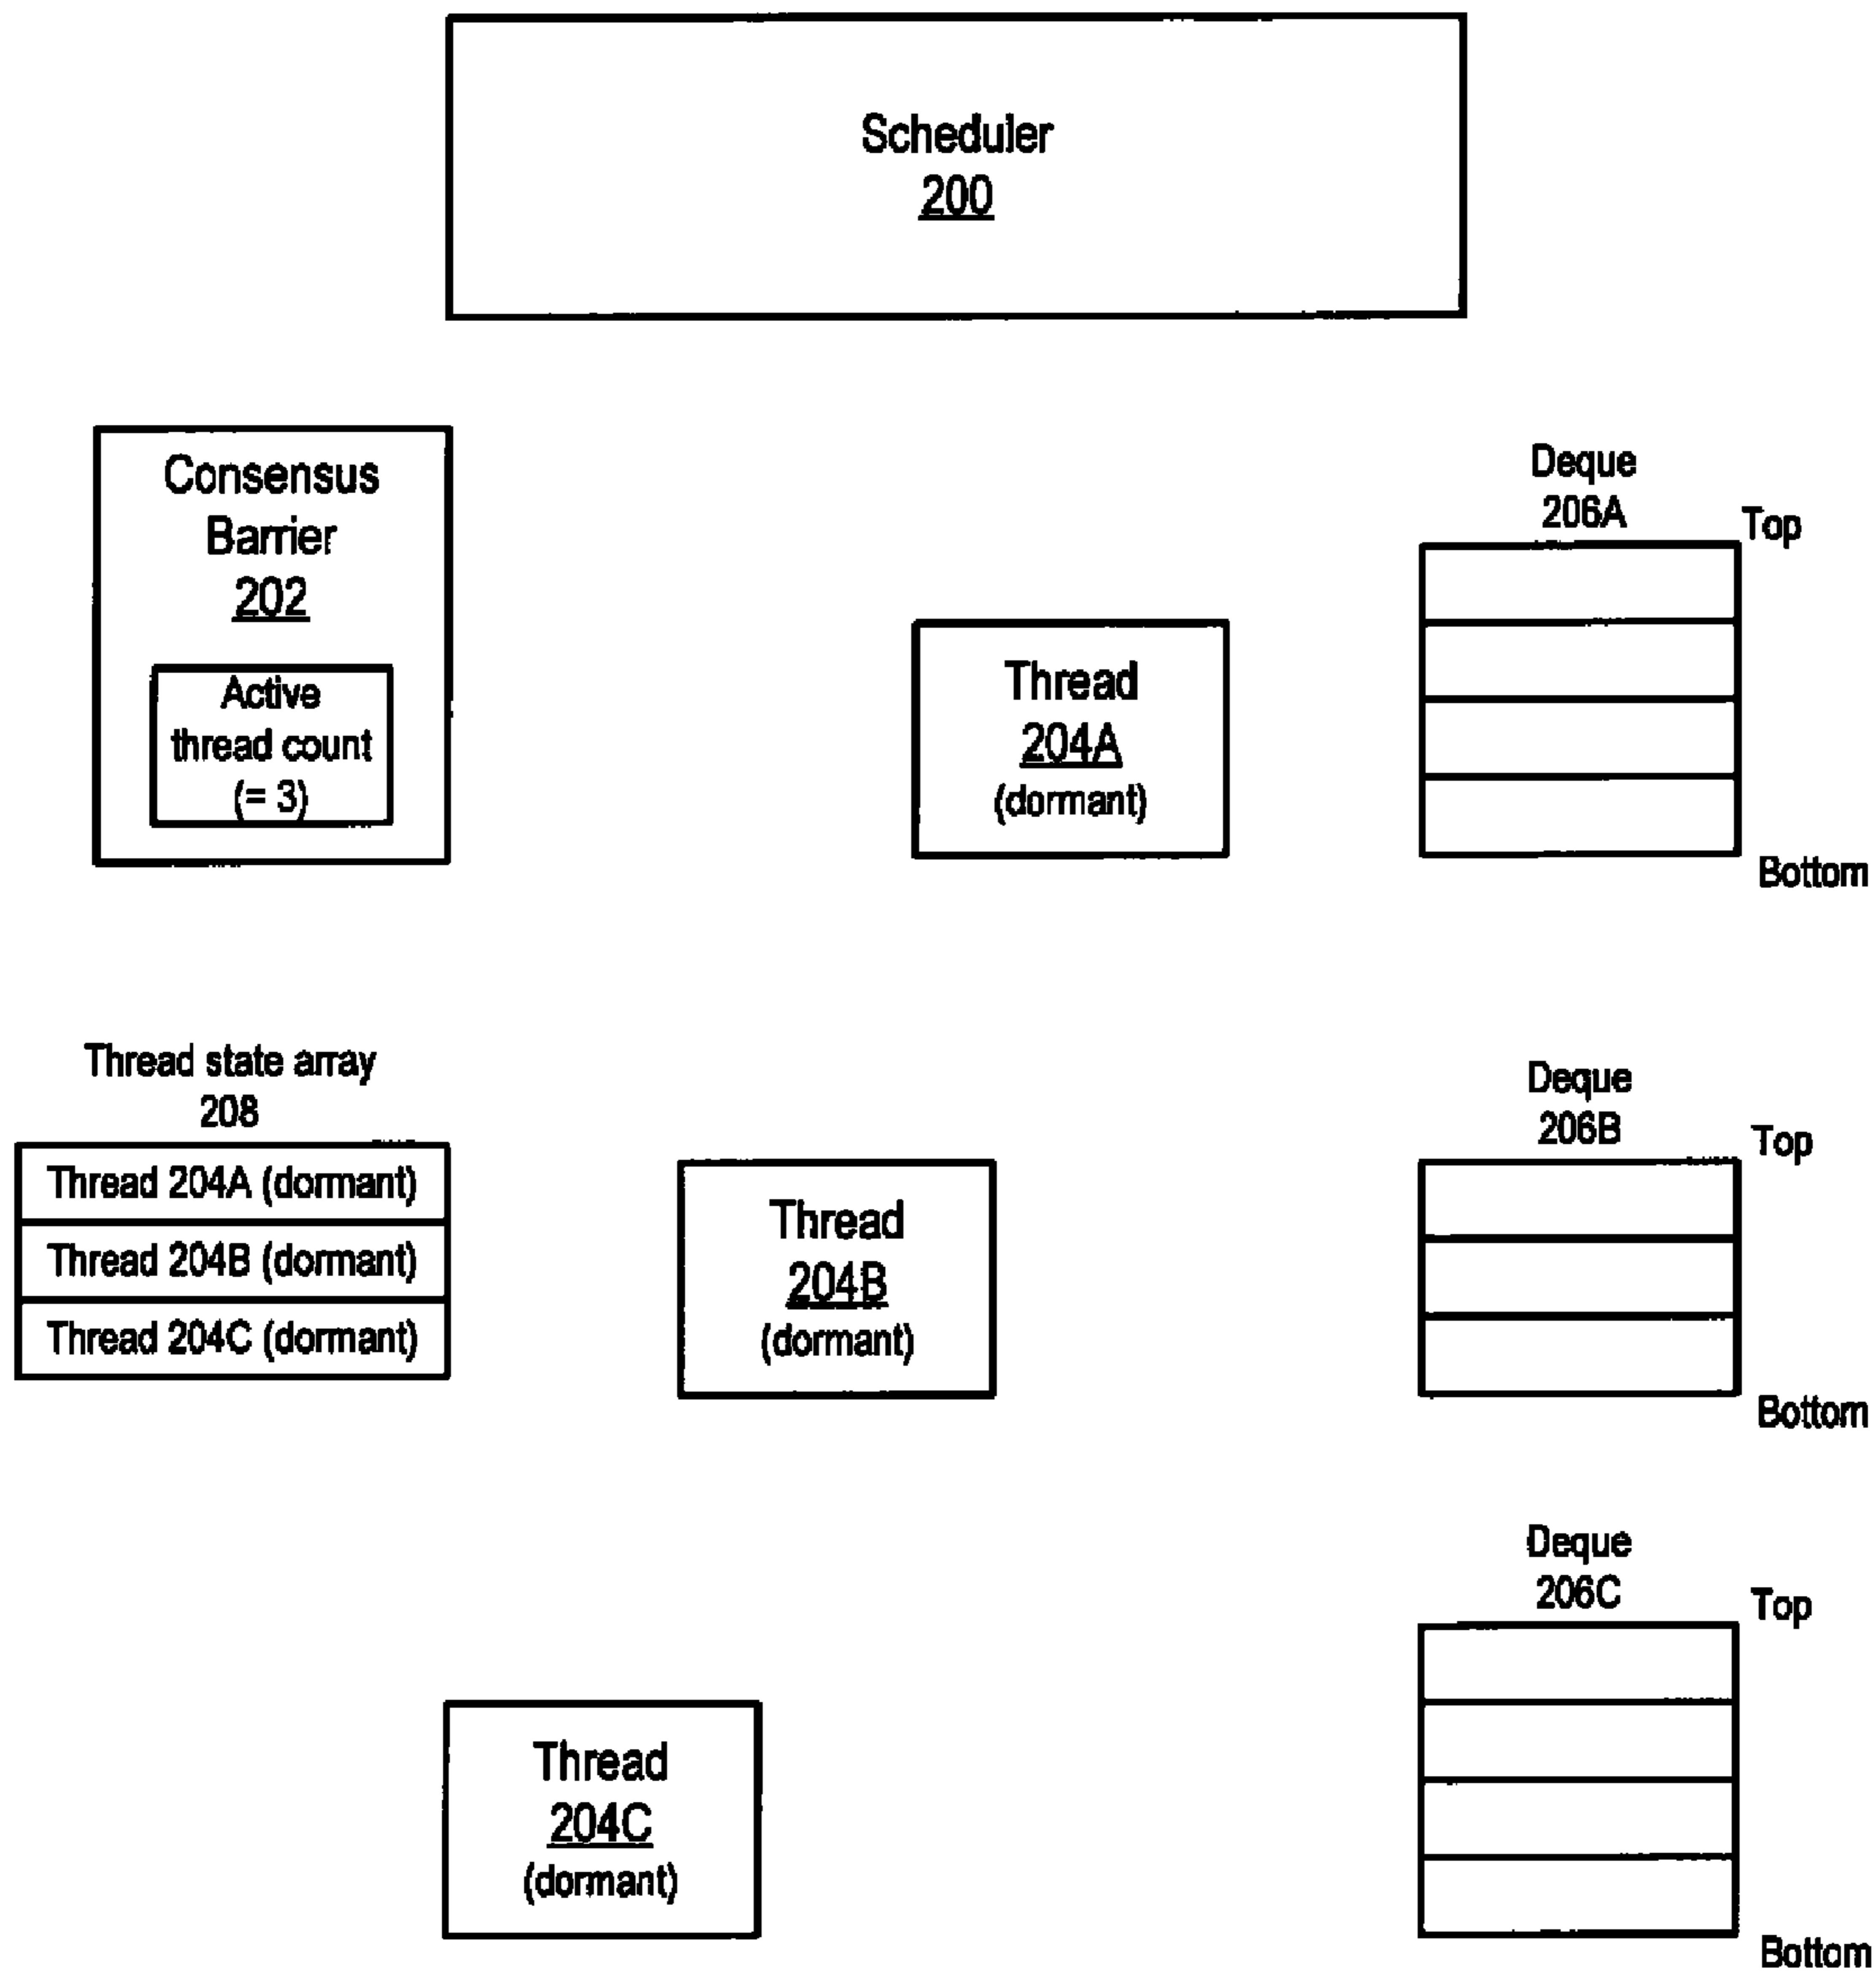 Scheduler
200
Consensus
Barrier
202
Active
thread count
(= 3)
Thread
204A
(dormant)
Deque
206A
Top
Bottom
Thread state array
208
Thread 204A (dormant)
Thread 204B (dormant)
Thread 204C (dormant)
Thread
204B
(dormant)
Deque
206B
Top
Bottom
Thread
204C
(dormant)
Deque
206C
Top
Bottom